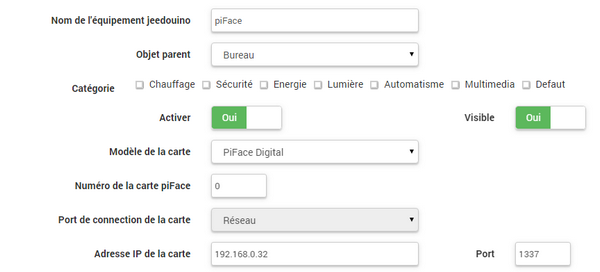 Nom de l'équipement jeedouino piFace
Objet parent Bureau
Catégorie Chauffage Sécurité Energie Lumière Automatisme Multimedia Defaut
Activer Oui Visible Oui
Modèle de la carte PiFace Digital
Numéro de la carte piFace 0
Port de connection de la carte Réseau
Adresse IP de la carte 192.168.0.32 Port 1337